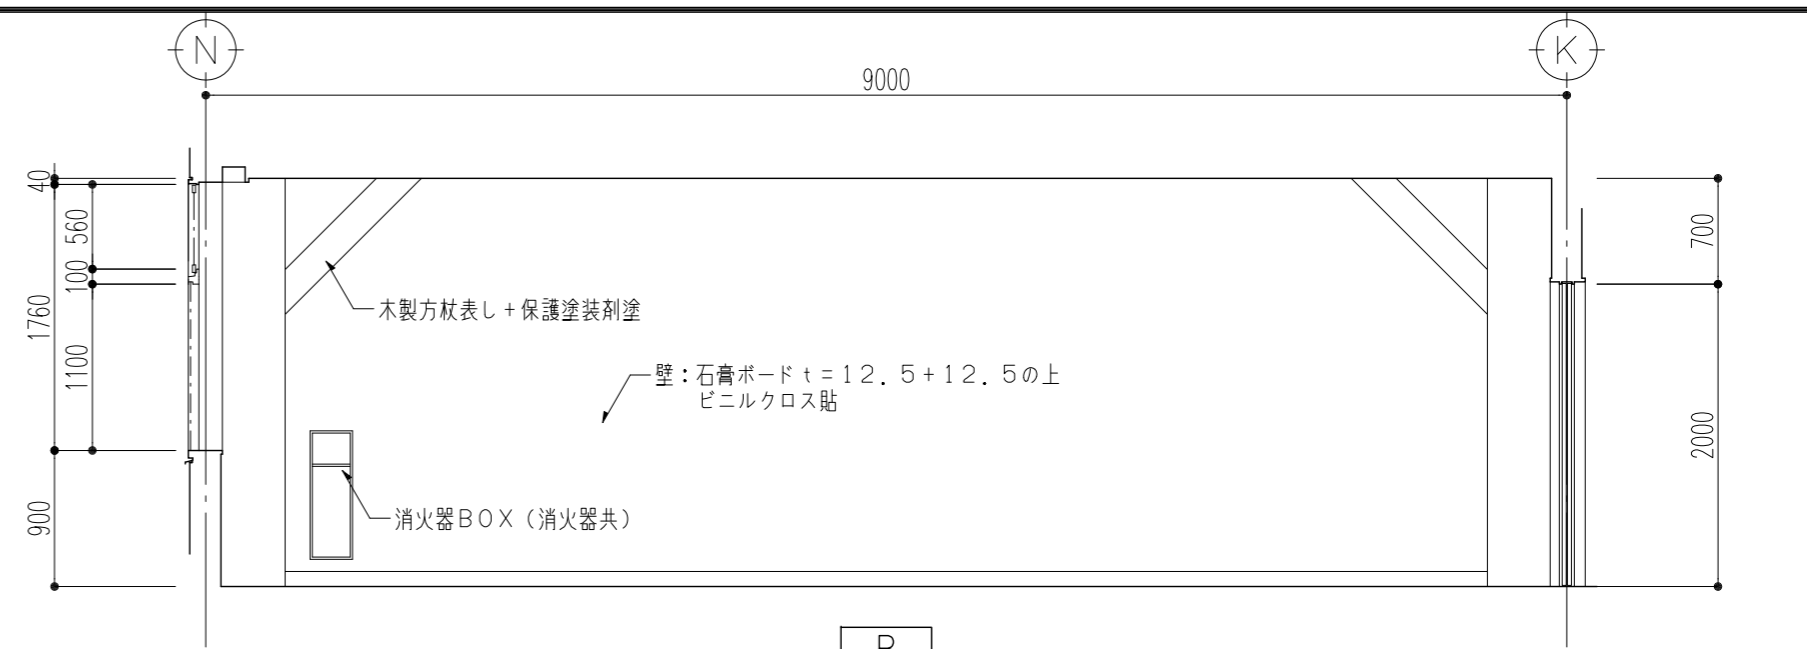 N
K
9000
40
560
100
1760
1100
900
700
2000
木製方杖表し+保護塗装剤塗
壁:石膏ボードt=12.5+12.5の上
ビニルクロス貼
消火器BOX(消火器共)